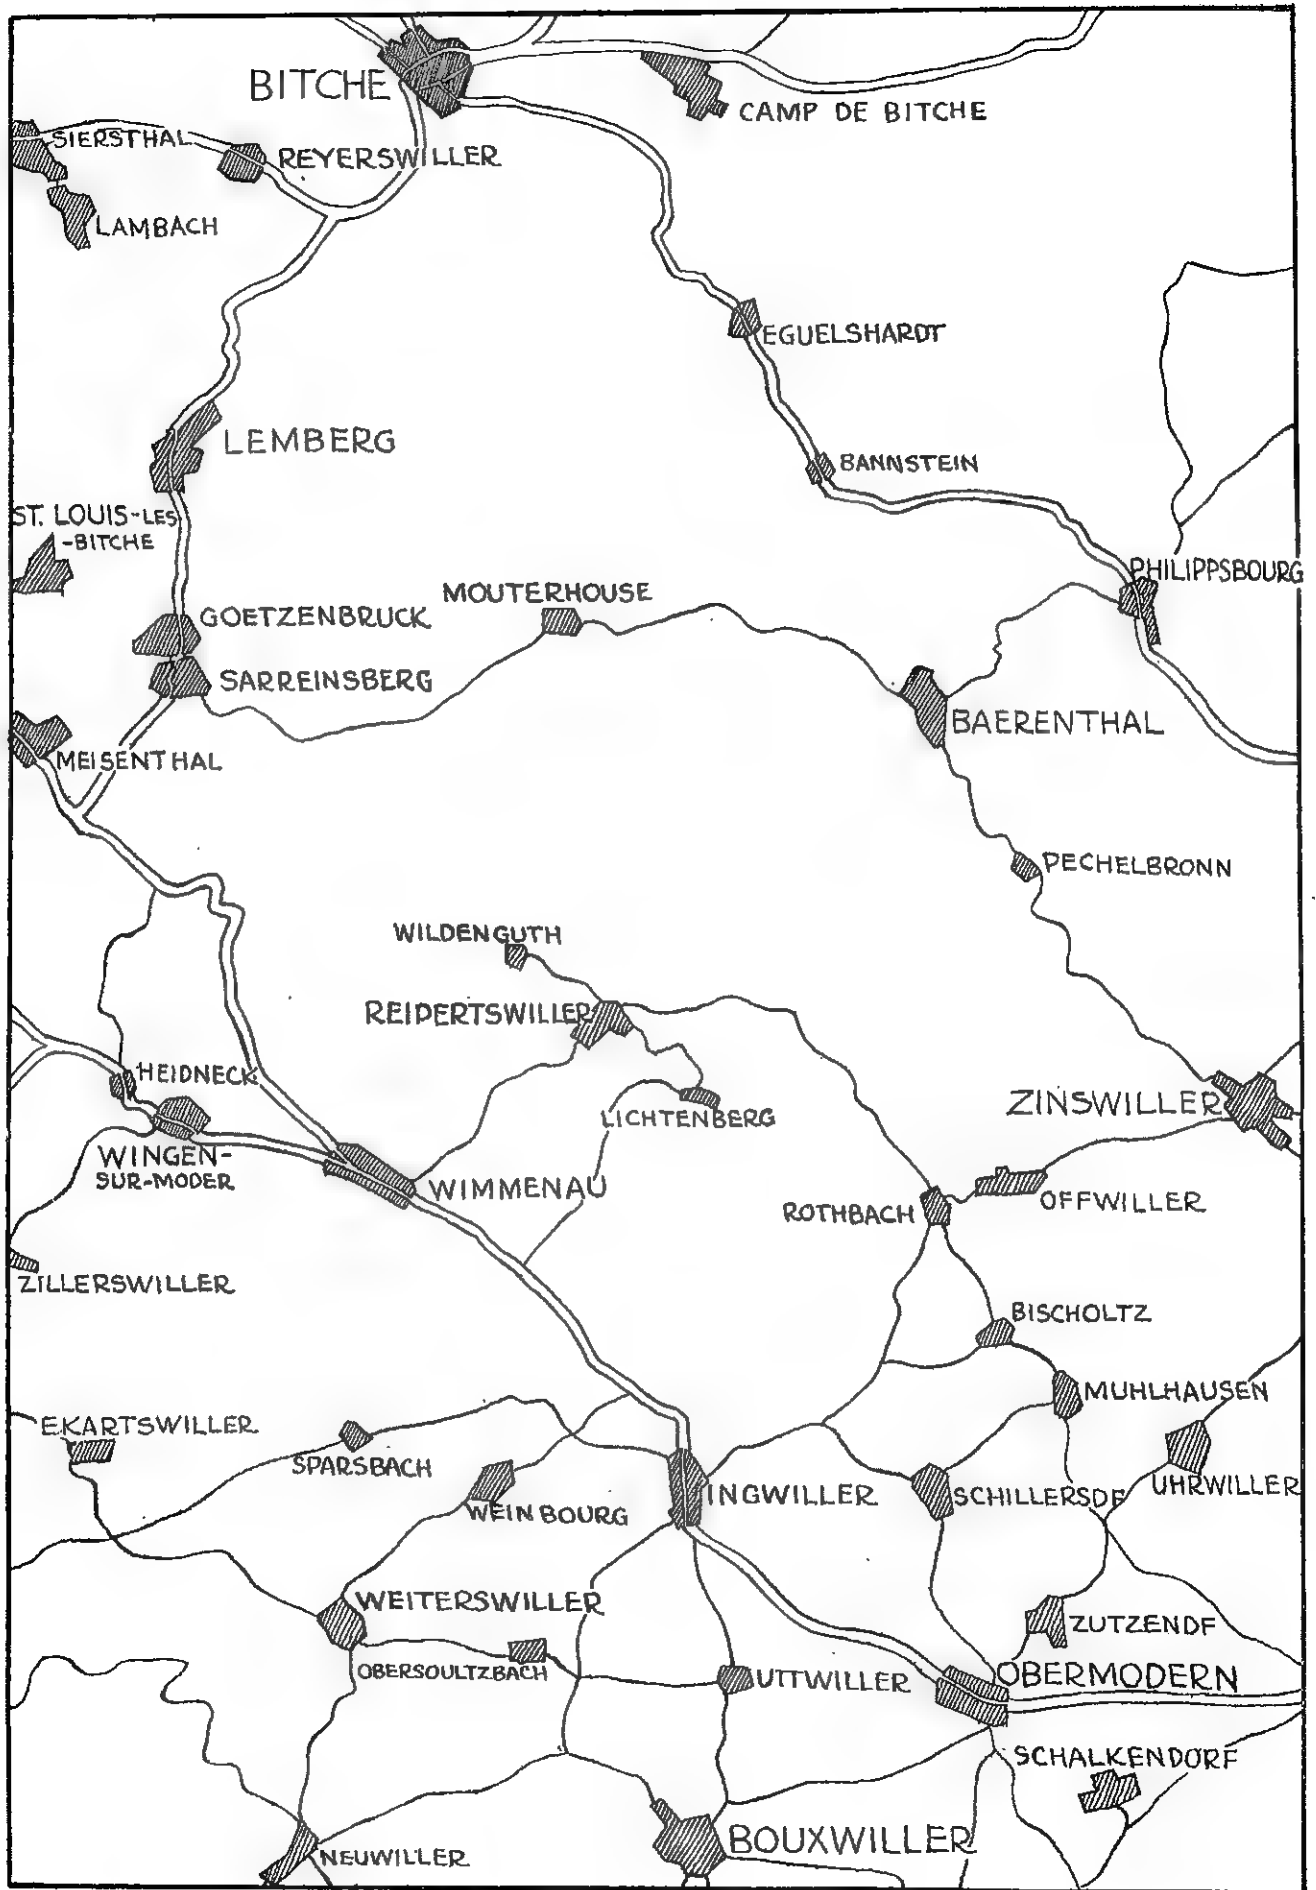 BITCHE
CAMP DE BITCHE
SIERSTHAL
REYERSWILLER
LAMBACH
EGUELSHARDT
LEMBERG
BANNSTEIN
ST. LOUIS-LES
-BITCHE
PHILIPPSBOURG
MOUTERHOUSE
GOETZENBRUCK
SARREINSBERG
BAERENTHAL
MEISENTHAL
PECHELBRONN
WILDENGUTH
REIPERTSWILLER
HEIDNECK
LICHTENBERG
ZINSWILLER
WINGEN-
SUR-MODER
WIMMENAU
ROTHBACH
OFFWILLER
ZILLERSWILLER
BISCHOLTZ
MUHLHAUSEN
EKARTSWILLER
SPARSBACH
WEINBOURG
INGWILLER
SCHILLERSDF
UHRWILLER
WEITERSWILLER
ZUTZENDF
OBERSOULTZBACH
UTTWILLER
OBERMODERN
SCHALKENDORF
BOUXWILLER
NEUWILLER